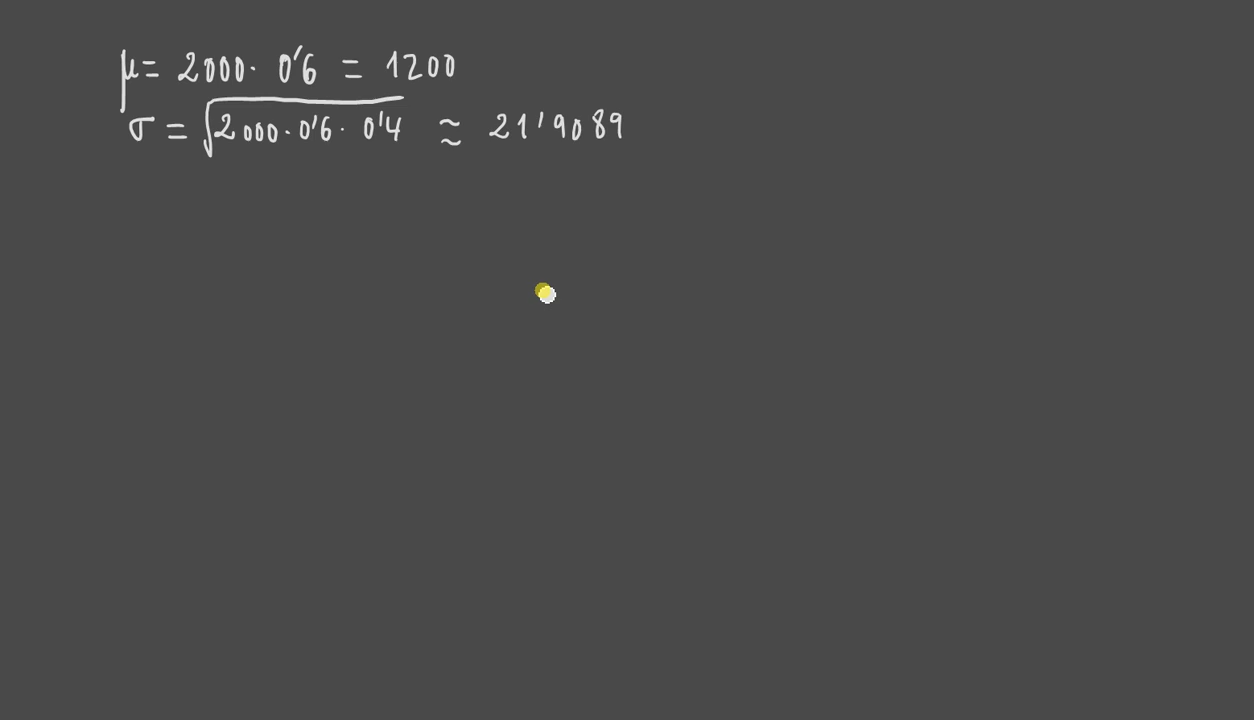 μ = 2000 · 0'6 = 1200
σ = √2000 · 0'6 · 0'4 ≈ 21'9089